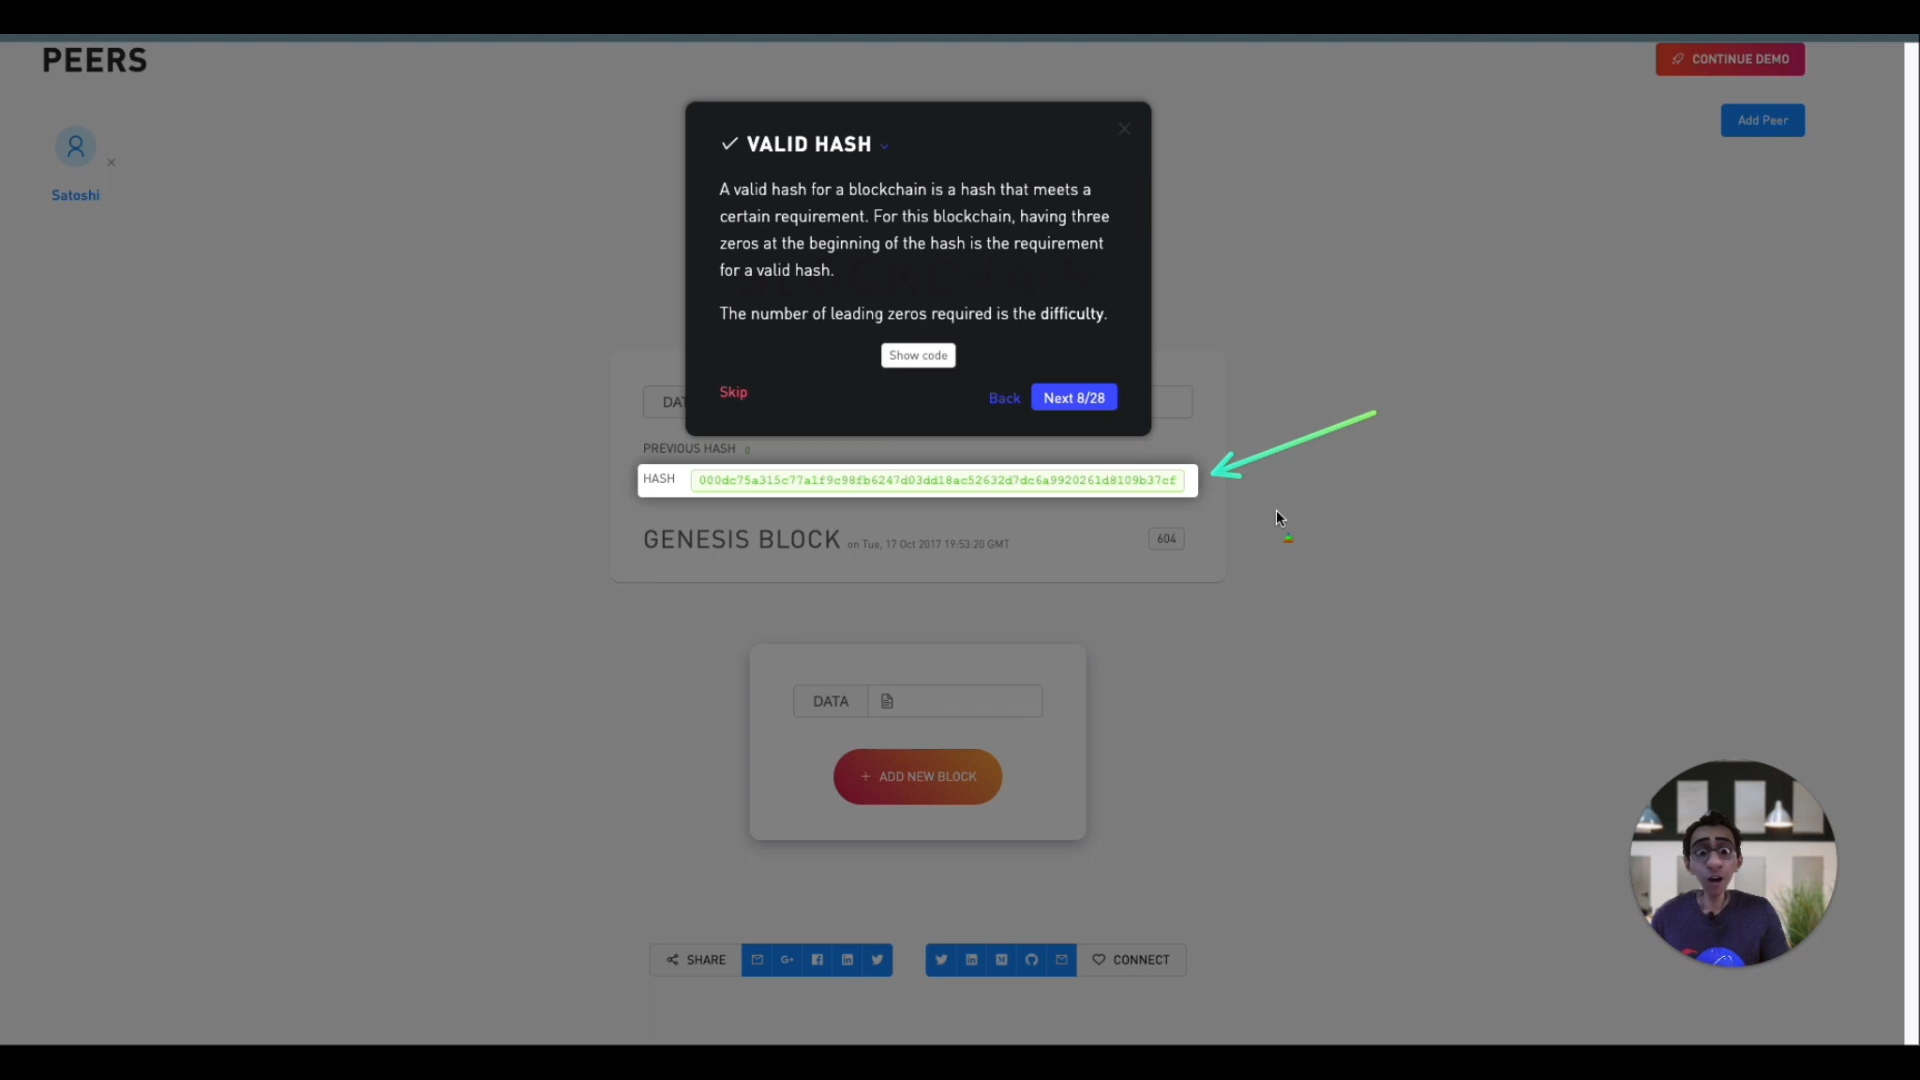 PEERS
CONTINUE DEMO
Add Peer
Satoshi
VALID HASH
A valid hash for a blockchain is a hash that meets a
certain requirement. For this blockchain, having three
zeros at the beginning of the hash is the requirement
for a valid hash.
The number of leading zeros required is the difficulty.
Show code
Skip
Back
Next 8/28
DAT
PREVIOUS HASH 0
HASH 000dc75a315c77a1f9c98fb6247d03dd18ac52632d7dc6a9920261d8109b37cf
GENESIS BLOCK on Tue, 17 Oct 2017 19:53:20 GMT
604
DATA
+ ADD NEW BLOCK
SHARE
G+
CONNECT